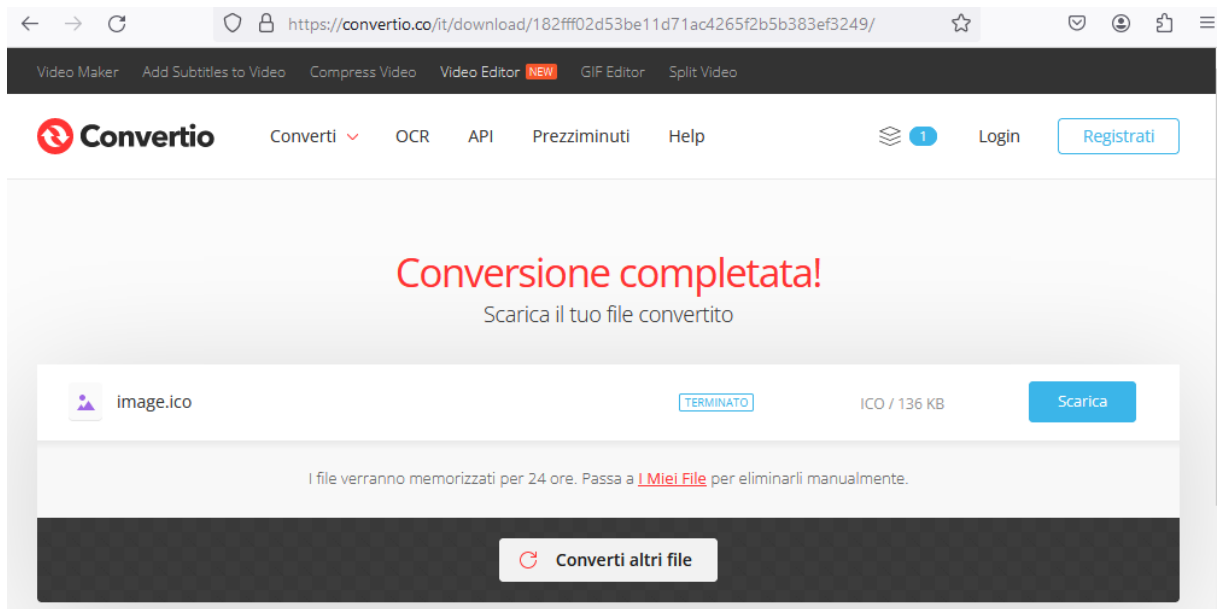 https://convertio.co/it/download/182fff02d53be11d71ac4265f2b5b383ef3249/
Video Maker Add Subtitles to Video Compress Video Video Editor NEW GIF Editor Split Video
Convertio Converti OCR API Prezziminuti Help 1 Login Registrati
Conversione completata!
Scarica il tuo file convertito
image.ico TERMINATO ICO / 136 KB Scarica
I file verranno memorizzati per 24 ore. Passa a I Miei File per eliminarli manualmente.
Converti altri file